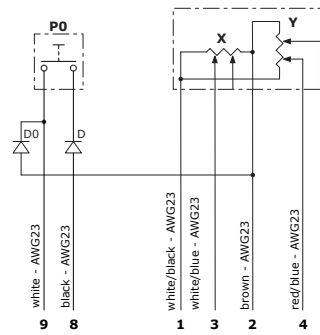 P0
X
Y
D0
D
white - AWG23
black - AWG23
white/black - AWG23
white/blue - AWG23
brown - AWG23
red/blue - AWG23
9
8
1
3
2
4